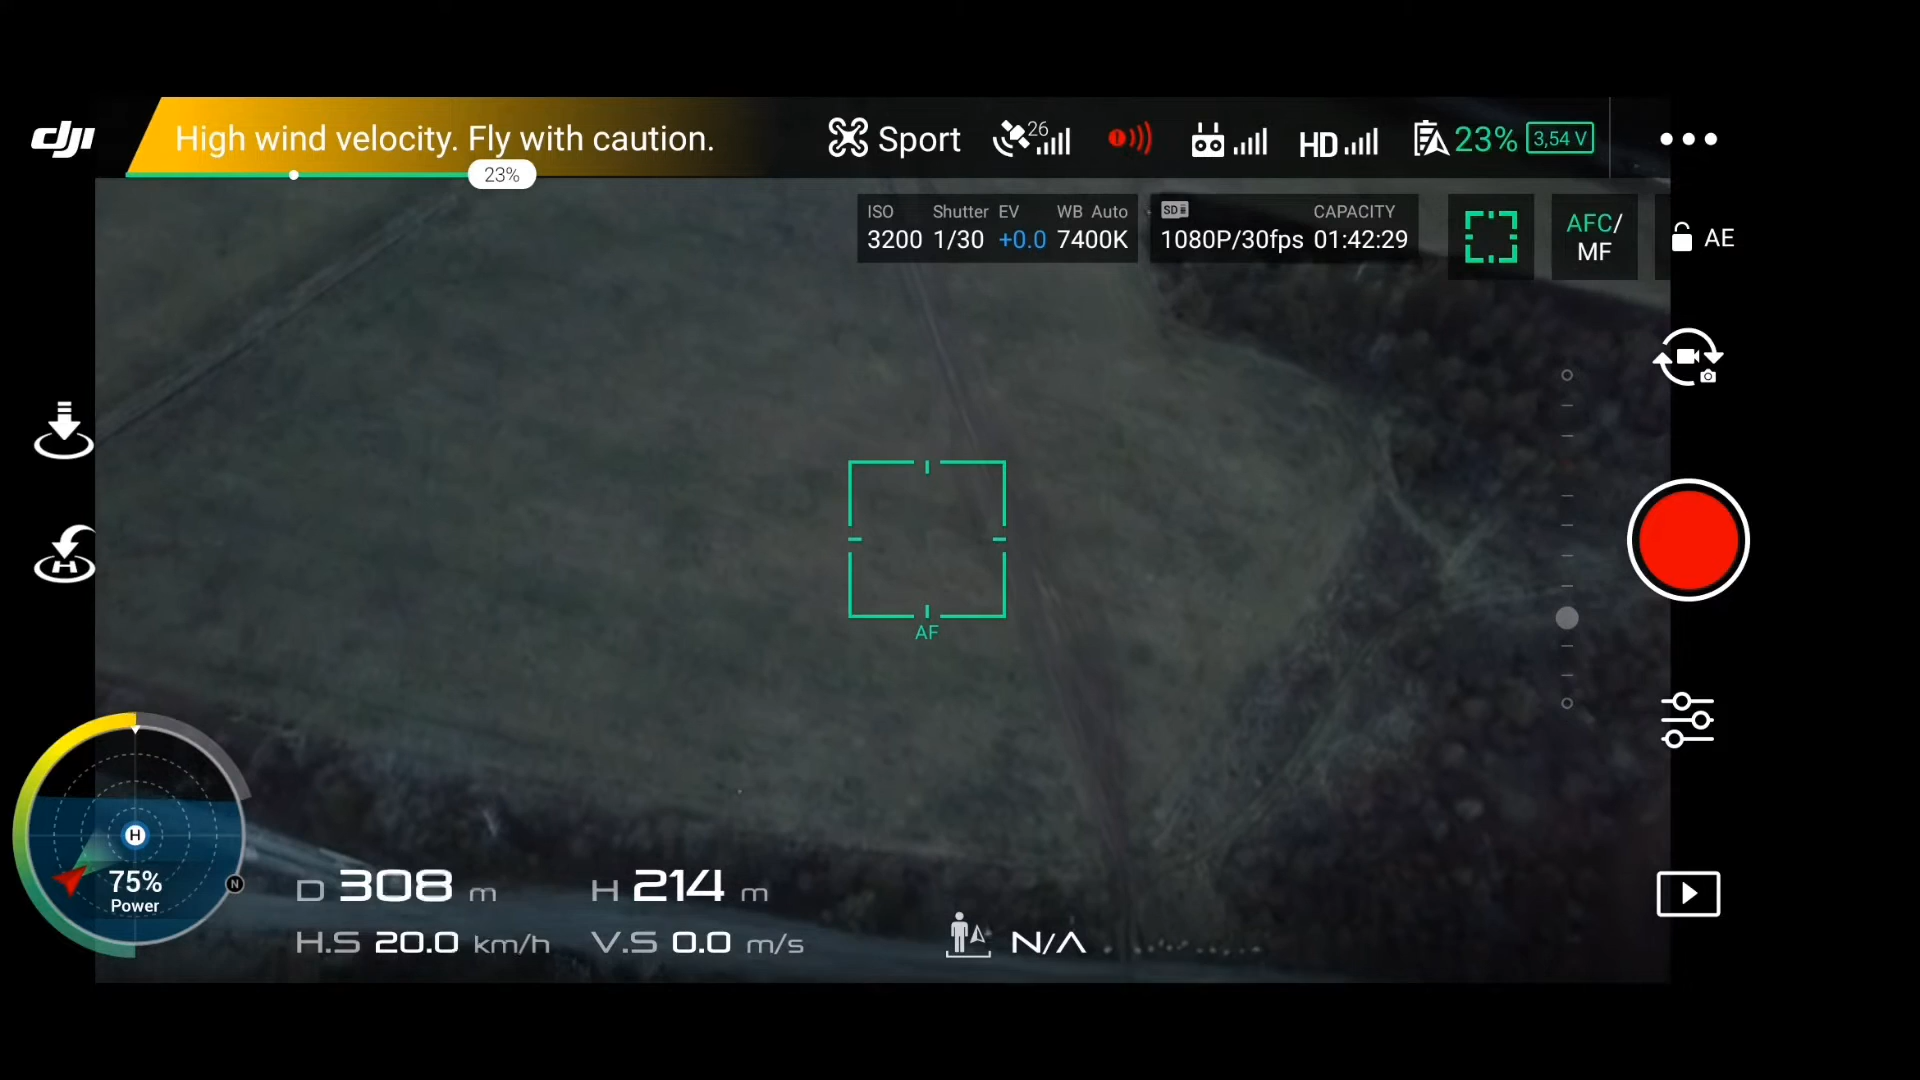 dji
High wind velocity. Fly with caution.
23%
Sport
26
HD
23% 3,54 V
ISO Shutter EV WB Auto
3200 1/30 +0.0 7400K
SD CAPACITY
1080P/30fps 01:42:29
AFC/
MF
AE
AF
H
N
75%
Power
D 308 m H 214 m
H.S 20.0 km/h V.S 0.0 m/s
N/A
H